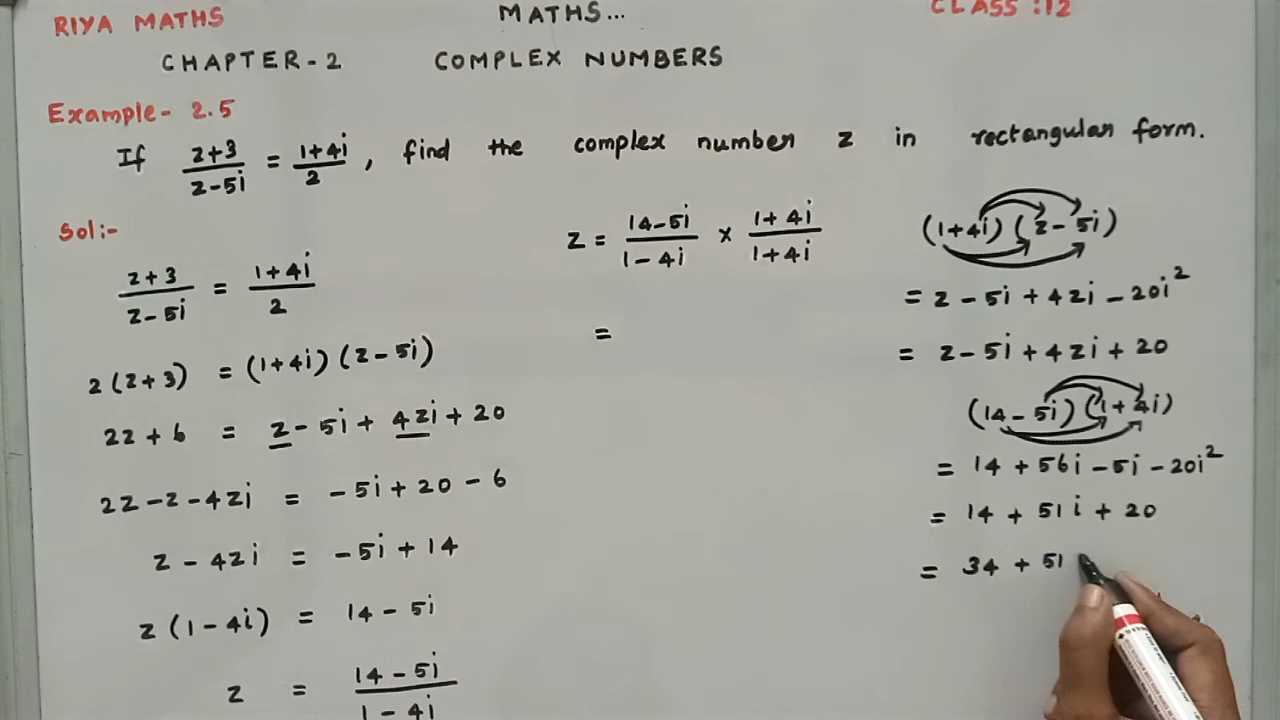 RIYA MATHS
MATHS...
CLASS :12
CHAPTER-2 COMPLEX NUMBERS
Example- 2.5
If (z+3)/(z-5i) = (1+4i)/2 , find the complex number z in rectangular form.
Sol:-
(z+3)/(z-5i) = (1+4i)/2
2(z+3) = (1+4i)(z-5i)
2z+6 = z-5i+4zi+20
2z-z-4zi = -5i+20-6
z-4zi = -5i+14
z(1-4i) = 14-5i
z = (14-5i)/(1-4i)
z = (14-5i)/(1-4i) × (1+4i)/(1+4i)
=
(1+4i)(z-5i)
= z-5i+4zi-20i²
= z-5i+4zi+20
(14-5i)(1+4i)
= 14+56i-5i-20i²
= 14+51i+20
= 34+51